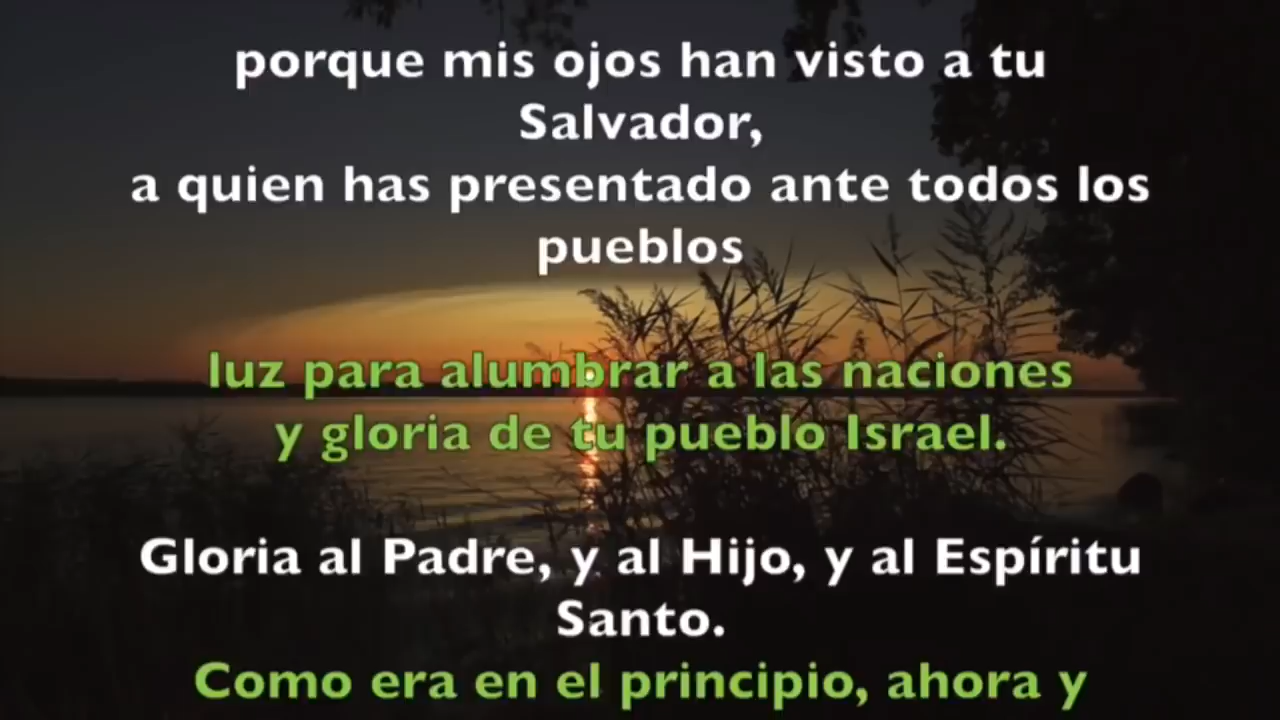 porque mis ojos han visto a tu
Salvador,
a quien has presentado ante todos los
pueblos
luz para alumbrar a las naciones
y gloria de tu pueblo Israel.
Gloria al Padre, y al Hijo, y al Espíritu
Santo.
Como era en el principio, ahora y